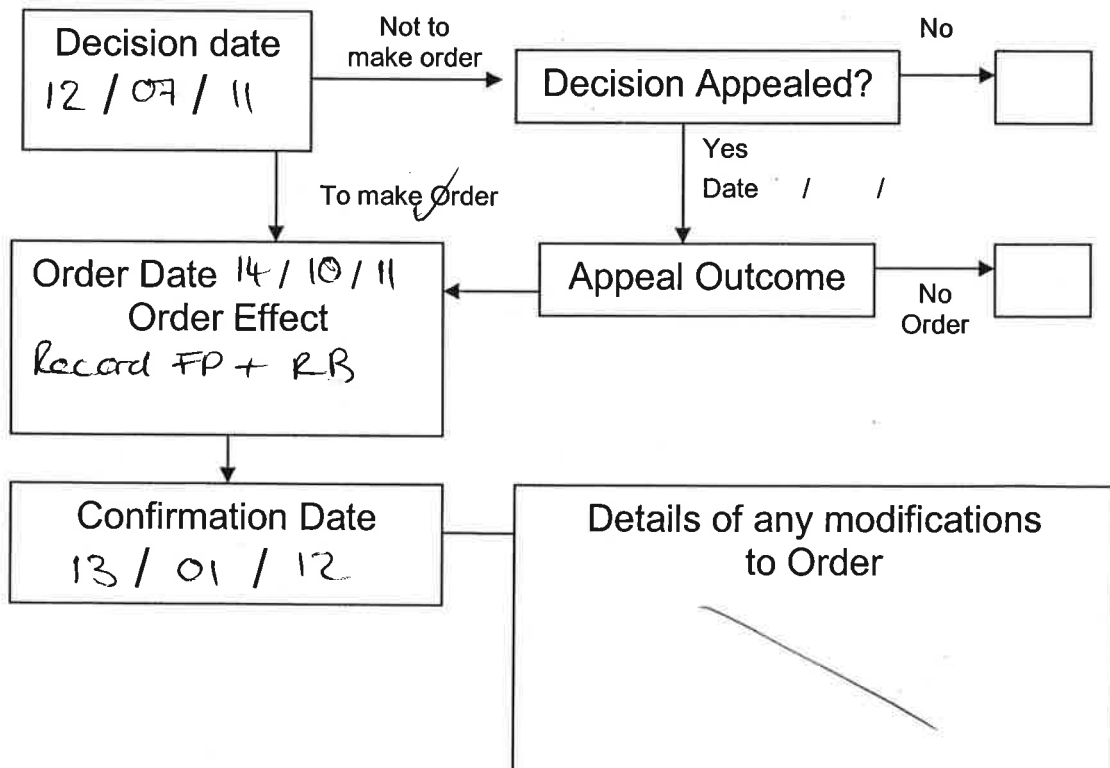 Decision date
12 / 07 / 11
Not to
make order
Decision Appealed?
No
Yes
Date / /
To make Order
Order Date 14 / 10 / 11
Order Effect
Record FP + RB
Appeal Outcome
No
Order
Confirmation Date
13 / 01 / 12
Details of any modifications
to Order